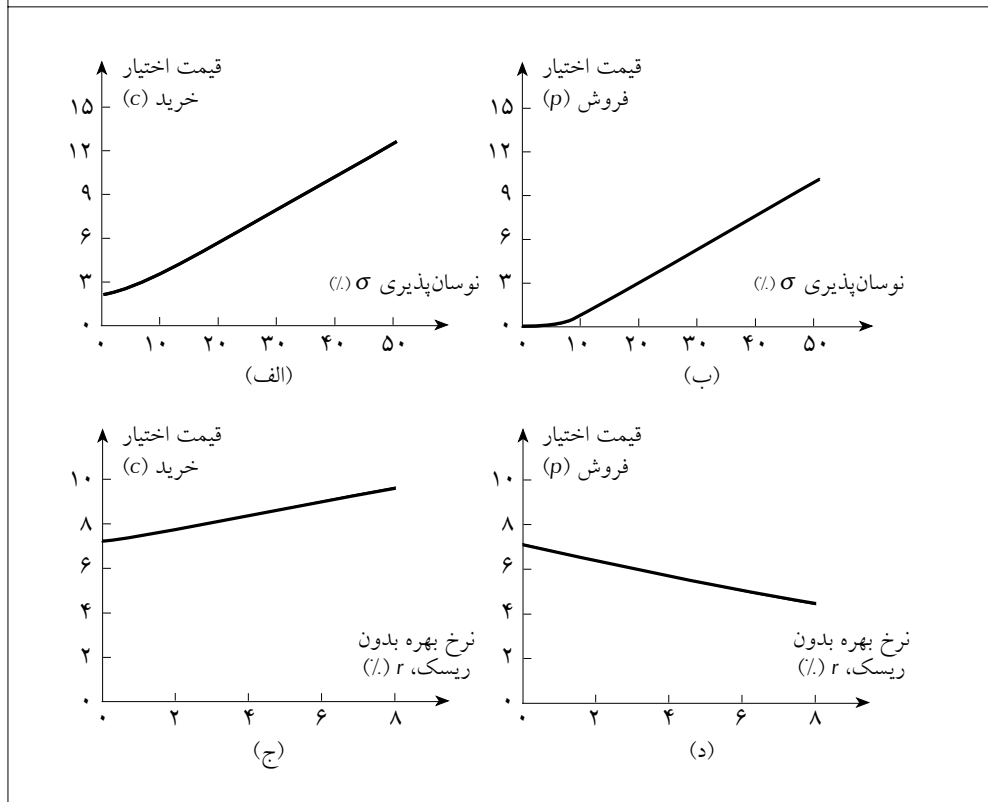 قیمت اختیار
خرید (c)
۱۵
۱۲
۹
۶
۳
۰
نوسان‌پذیری σ (٪)
۰ ۱۰ ۲۰ ۳۰ ۴۰ ۵۰
(الف)
قیمت اختیار
فروش (p)
۱۵
۱۲
۹
۶
۳
۰
نوسان‌پذیری σ (٪)
۰ ۱۰ ۲۰ ۳۰ ۴۰ ۵۰
(ب)
قیمت اختیار
خرید (c)
۱۰
۸
۶
۴
۲
۰
نرخ بهره بدون
ریسک، r (٪)
۰ ۲ ۴ ۶ ۸
(ج)
قیمت اختیار
فروش (p)
۱۰
۸
۶
۴
۲
۰
نرخ بهره بدون
ریسک، r (٪)
۰ ۲ ۴ ۶ ۸
(د)